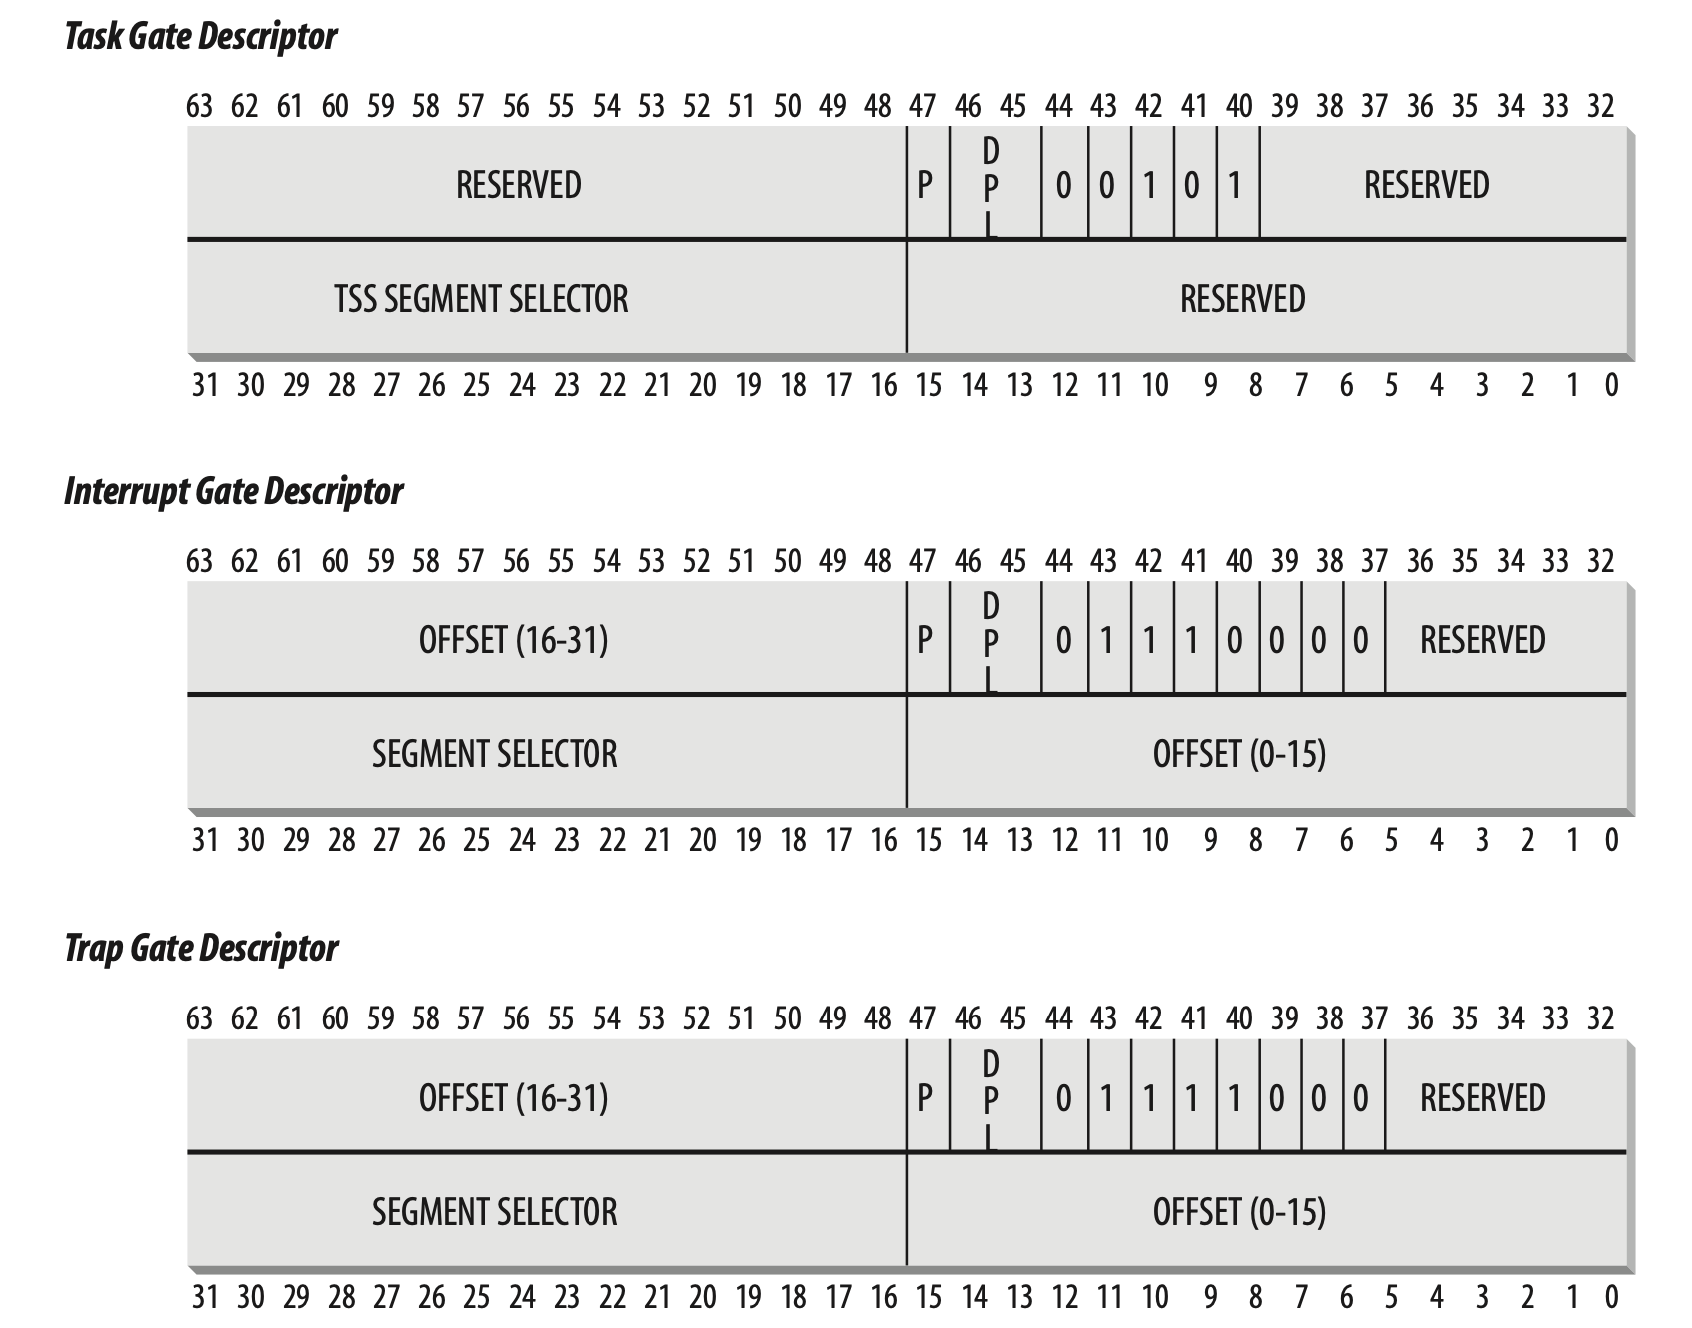 Task Gate Descriptor
63 62 61 60 59 58 57 56 55 54 53 52 51 50 49 48 47 46 45 44 43 42 41 40 39 38 37 36 35 34 33 32
RESERVED P DPL 0 0 1 0 1 RESERVED
TSS SEGMENT SELECTOR RESERVED
31 30 29 28 27 26 25 24 23 22 21 20 19 18 17 16 15 14 13 12 11 10 9 8 7 6 5 4 3 2 1 0
Interrupt Gate Descriptor
63 62 61 60 59 58 57 56 55 54 53 52 51 50 49 48 47 46 45 44 43 42 41 40 39 38 37 36 35 34 33 32
OFFSET (16-31) P DPL 0 1 1 1 0 0 0 0 RESERVED
SEGMENT SELECTOR OFFSET (0-15)
31 30 29 28 27 26 25 24 23 22 21 20 19 18 17 16 15 14 13 12 11 10 9 8 7 6 5 4 3 2 1 0
Trap Gate Descriptor
63 62 61 60 59 58 57 56 55 54 53 52 51 50 49 48 47 46 45 44 43 42 41 40 39 38 37 36 35 34 33 32
OFFSET (16-31) P DPL 0 1 1 1 1 0 0 0 RESERVED
SEGMENT SELECTOR OFFSET (0-15)
31 30 29 28 27 26 25 24 23 22 21 20 19 18 17 16 15 14 13 12 11 10 9 8 7 6 5 4 3 2 1 0